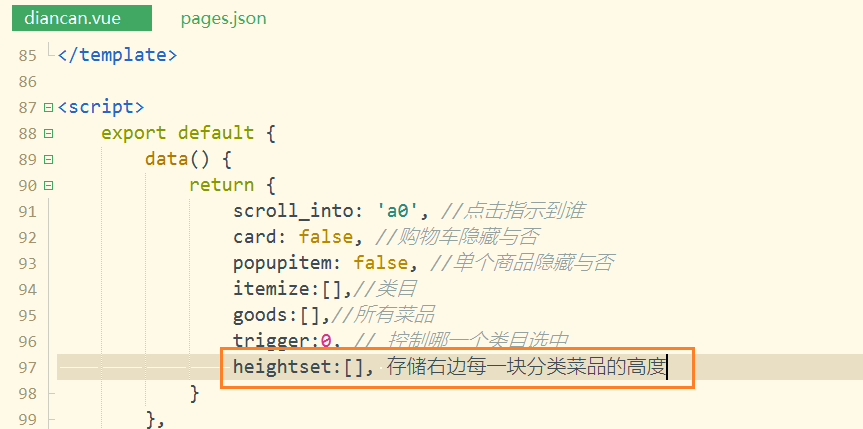 diancan.vue pages.json
85 </template>
86
87 <script>
88 export default {
89 data() {
90 return {
91 scroll_into: 'a0', //点击指示到谁
92 card: false, //购物车隐藏与否
93 popupitem: false, //单个商品隐藏与否
94 itemize:[],//类目
95 goods:[],//所有菜品
96 trigger:0, // 控制哪一个类目选中
97 heightset:[], 存储右边每一块分类菜品的高度
98 }
99 },